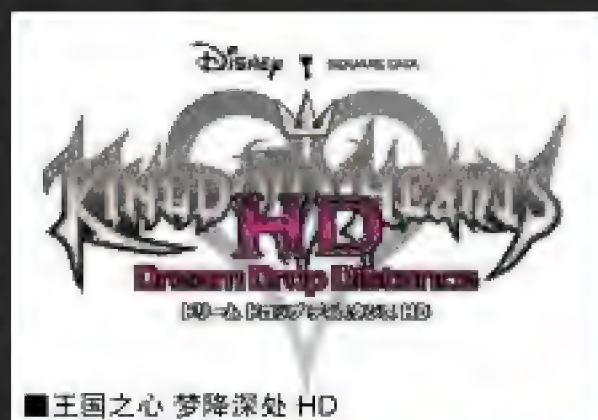 Disney SQUARE ENIX
KINGDOM HEARTS
HD
Dream Drop Distance
ドリーム ドロップ ディスタンス HD
■王国之心 梦降深处 HD